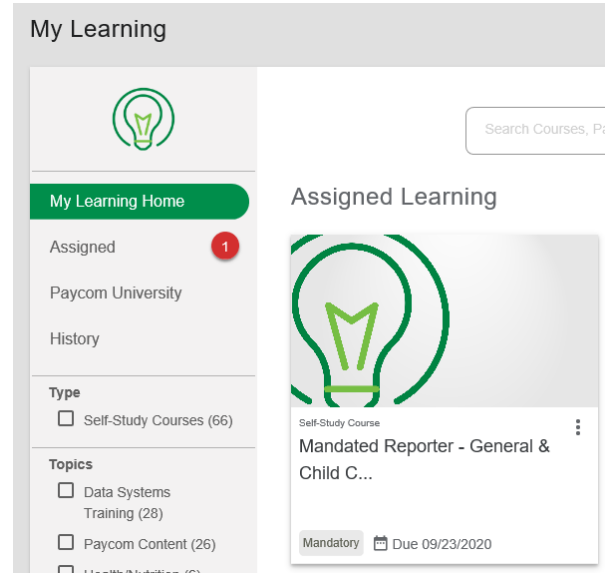 My Learning
Search Courses,
My Learning Home
Assigned
1
Paycom University
History
Type
Self-Study Courses (66)
Topics
Data Systems
Training (28)
Paycom Content (26)
Assigned Learning
Self-Study Course
Mandated Reporter - General &
Child C...
Mandatory
Due 09/23/2020